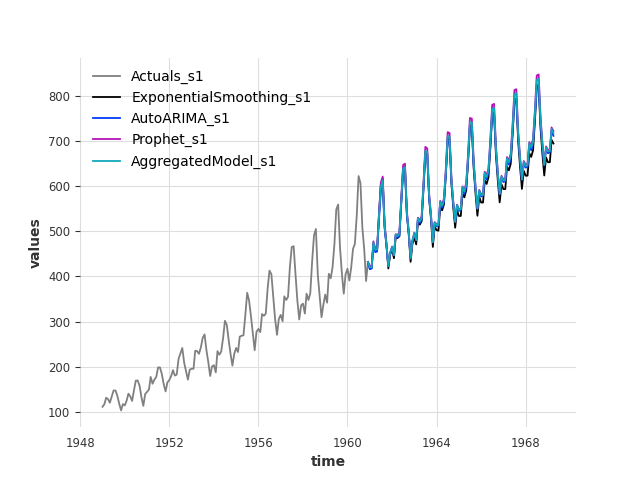 Actuals_s1
ExponentialSmoothing_s1
AutoARIMA_s1
Prophet_s1
AggregatedModel_s1
values
800
700
600
500
400
300
200
100
1948 1952 1956 1960 1964 1968
time